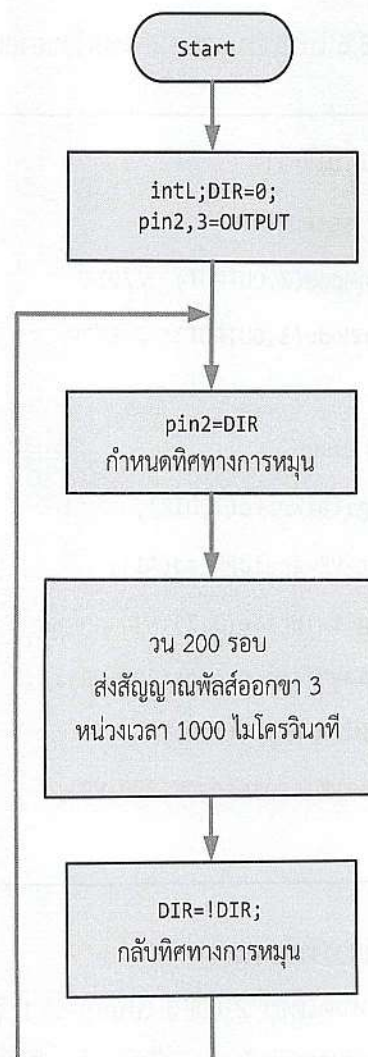 Start
intL;DIR=0;
pin2,3=OUTPUT
pin2=DIR
กำหนดทิศทางการหมุน
วน 200 รอบ
ส่งสัญญาณพัลส์ออกขา 3
หน่วงเวลา 1000 ไมโครวินาที
DIR=!DIR;
กลับทิศทางการหมุน